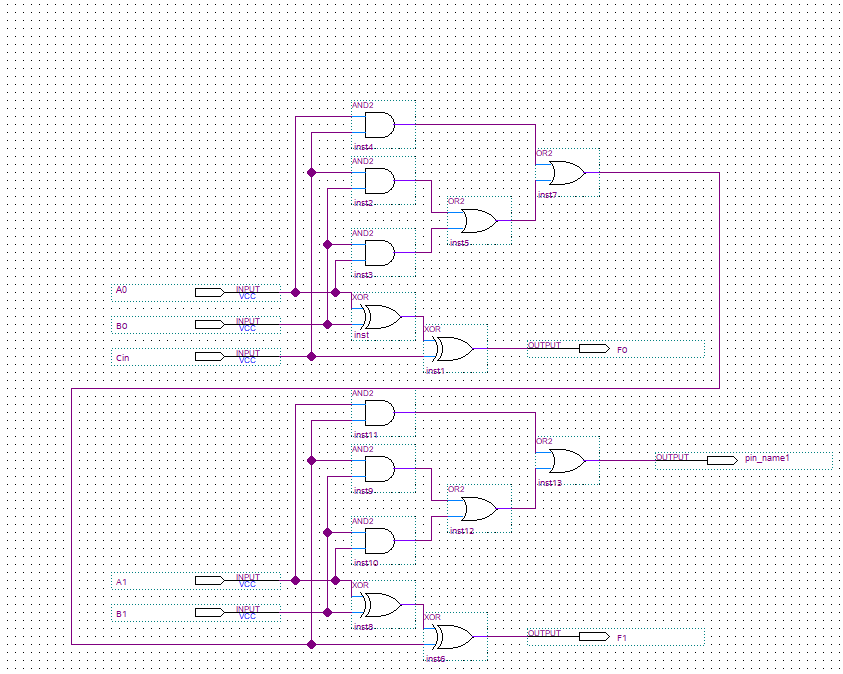 AND2
inst4
AND2
OR2
inst2
inst7
OR2
AND2
inst5
inst3
A0 INPUT
VCC
XOR
B0 INPUT
VCC
inst
XOR
Cin INPUT
VCC
OUTPUT F0
inst1
AND2
inst11
OR2
AND2
OUTPUT pin_name1
inst9
inst13
OR2
AND2
inst12
inst10
A1 INPUT
VCC
XOR
B1 INPUT
VCC
inst8
XOR
OUTPUT F1
inst6